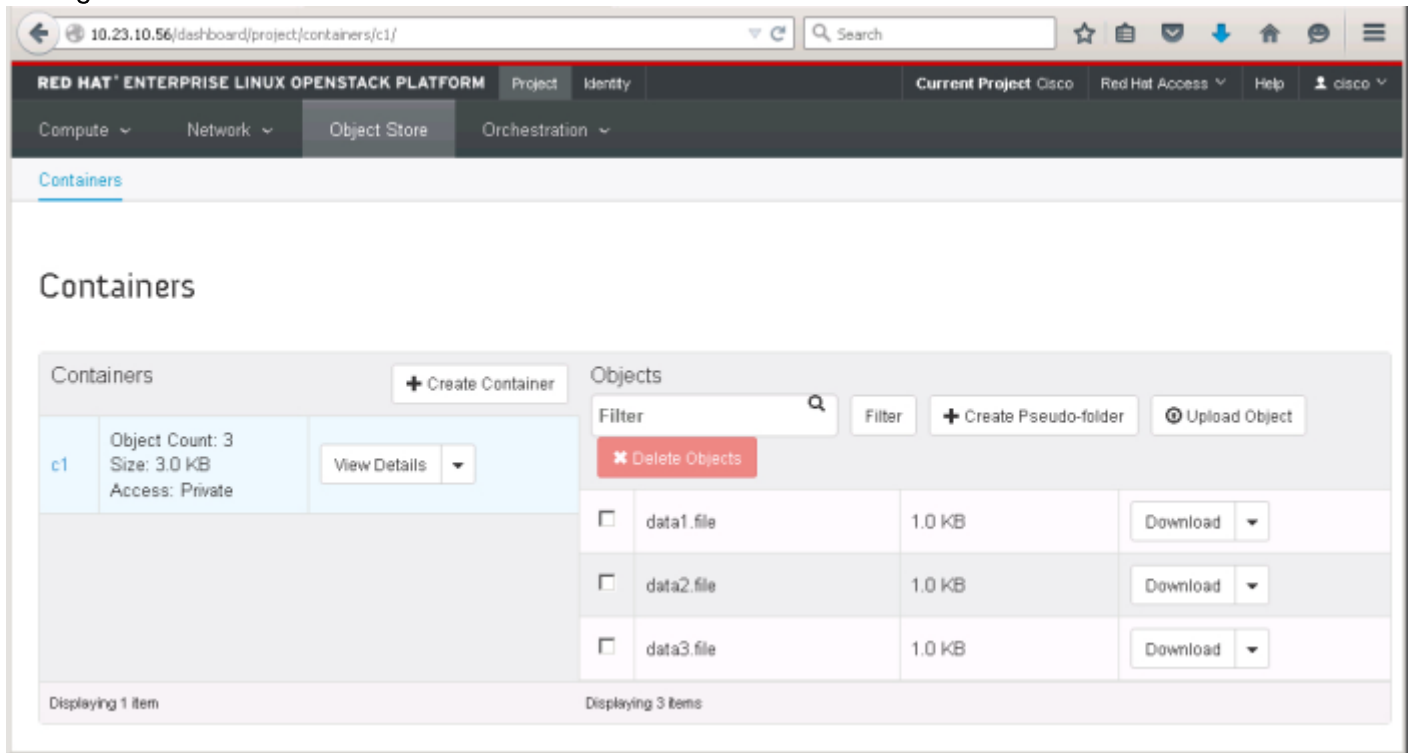 10.23.10.56/dashboard/project/containers/c1/ Search
RED HAT® ENTERPRISE LINUX OPENSTACK PLATFORM Project Identity Current Project Cisco Red Hat Access Help cisco
Compute Network Object Store Orchestration
Containers
Containers
Containers + Create Container
c1
Object Count: 3
Size: 3.0 KB
Access: Private
View Details
Objects
Filter Filter + Create Pseudo-folder Upload Object
Delete Objects
data1.file 1.0 KB Download
data2.file 1.0 KB Download
data3.file 1.0 KB Download
Displaying 1 item Displaying 3 items